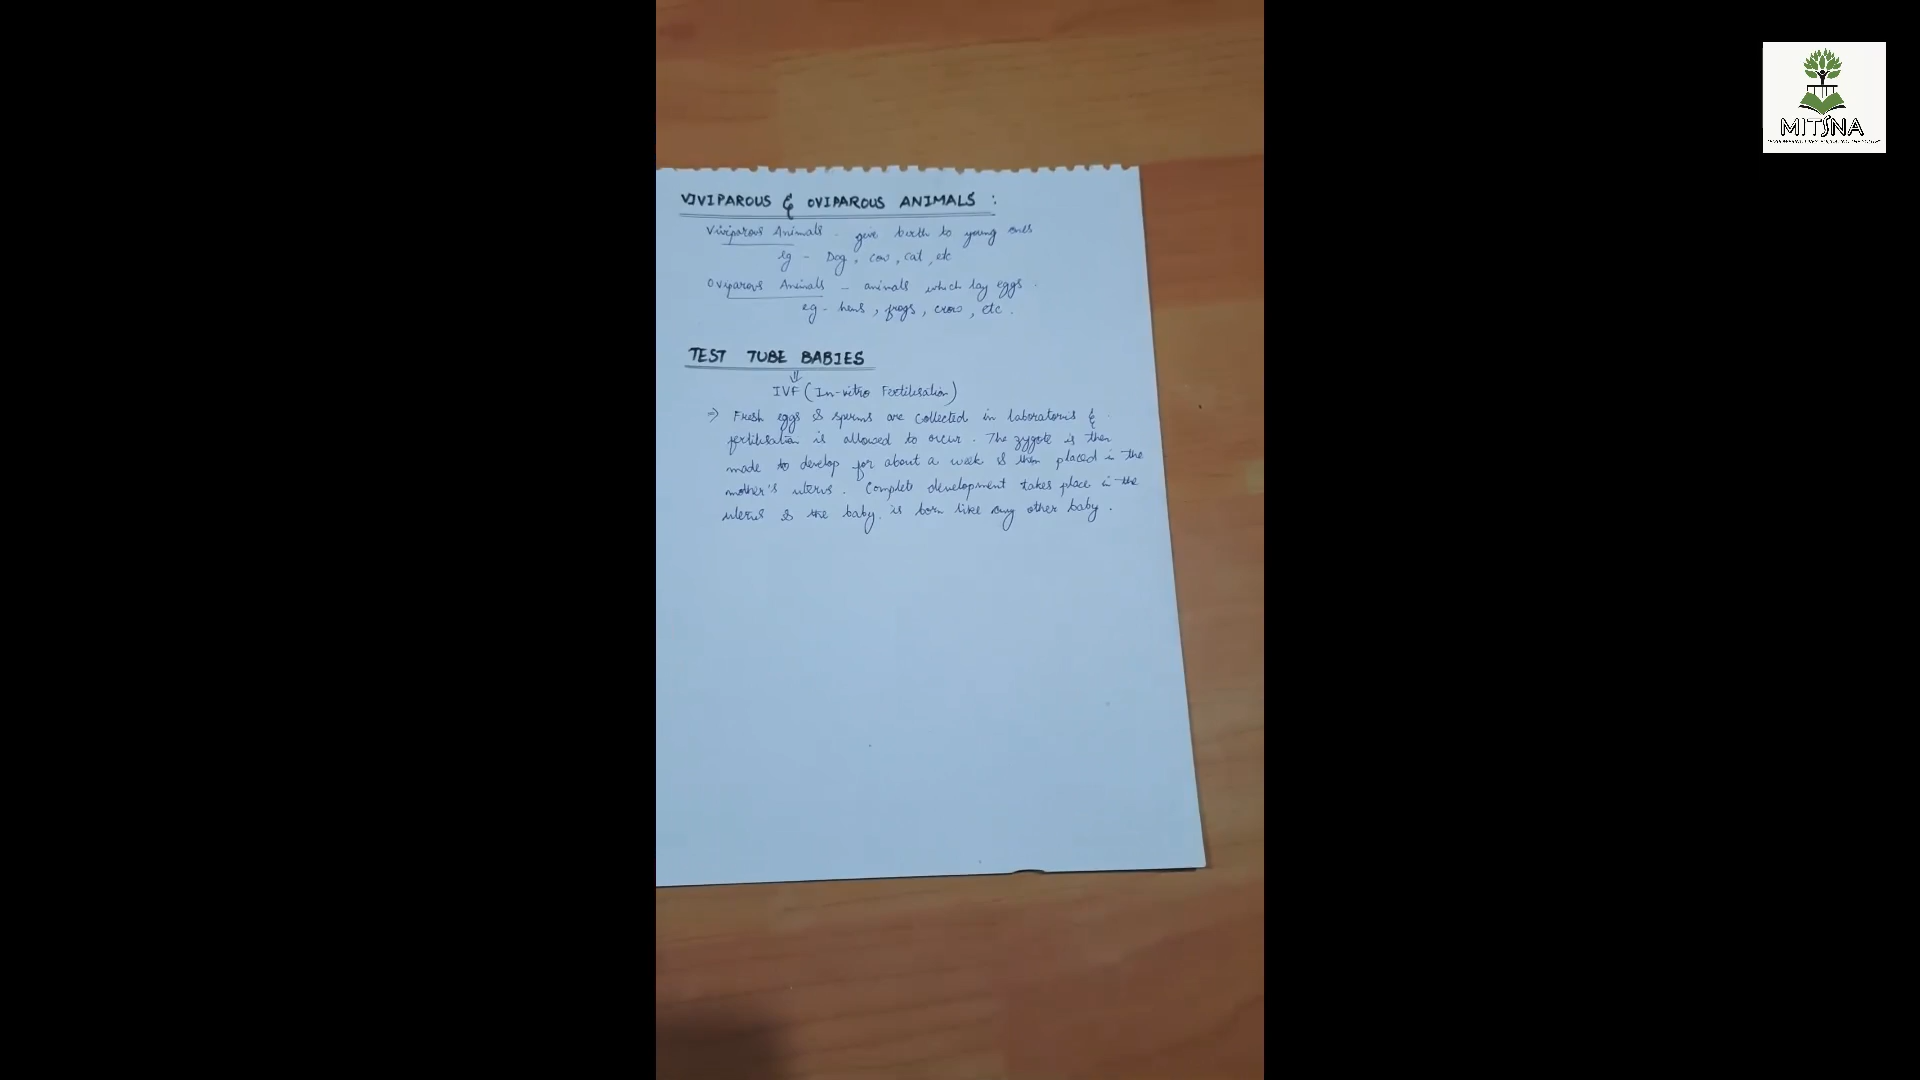 VIVIPAROUS & OVIPAROUS ANIMALS :
Viviparous Animals - give birth to young ones
eg - Dog, cow, cat, etc
Oviparous Animals - animals which lay eggs.
eg - hens, frogs, crow, etc.
TEST TUBE BABIES
IVF (In-vitro Fertilisation)
⇒ Fresh eggs & sperms are collected in laboratories &
fertilisation is allowed to occur. The zygote is then
made to develop for about a week & then placed in the
mother's uterus. Complete development takes place in the
uterus & the baby is born like any other baby.
MITSNA